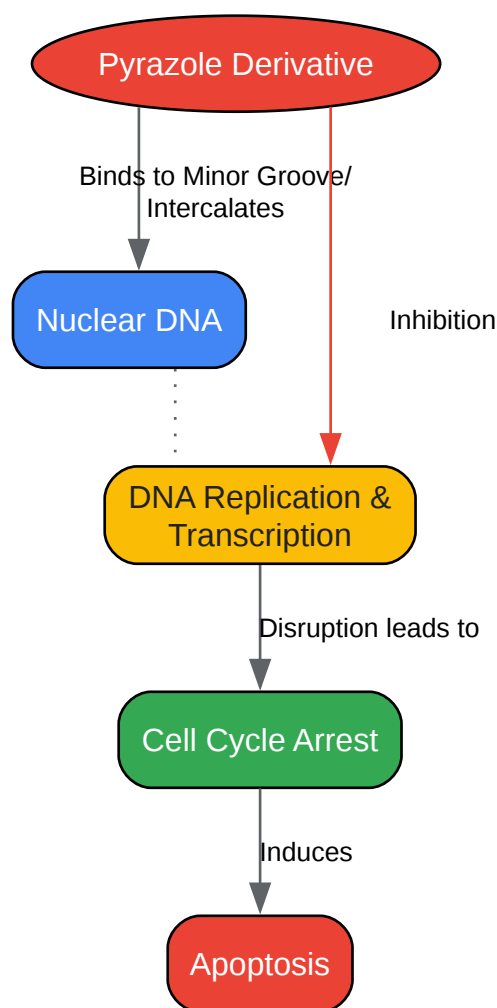 Pyrazole Derivative
Binds to Minor Groove/
Intercalates
Nuclear DNA
Inhibition
DNA Replication &
Transcription
Disruption leads to
Cell Cycle Arrest
Induces
Apoptosis